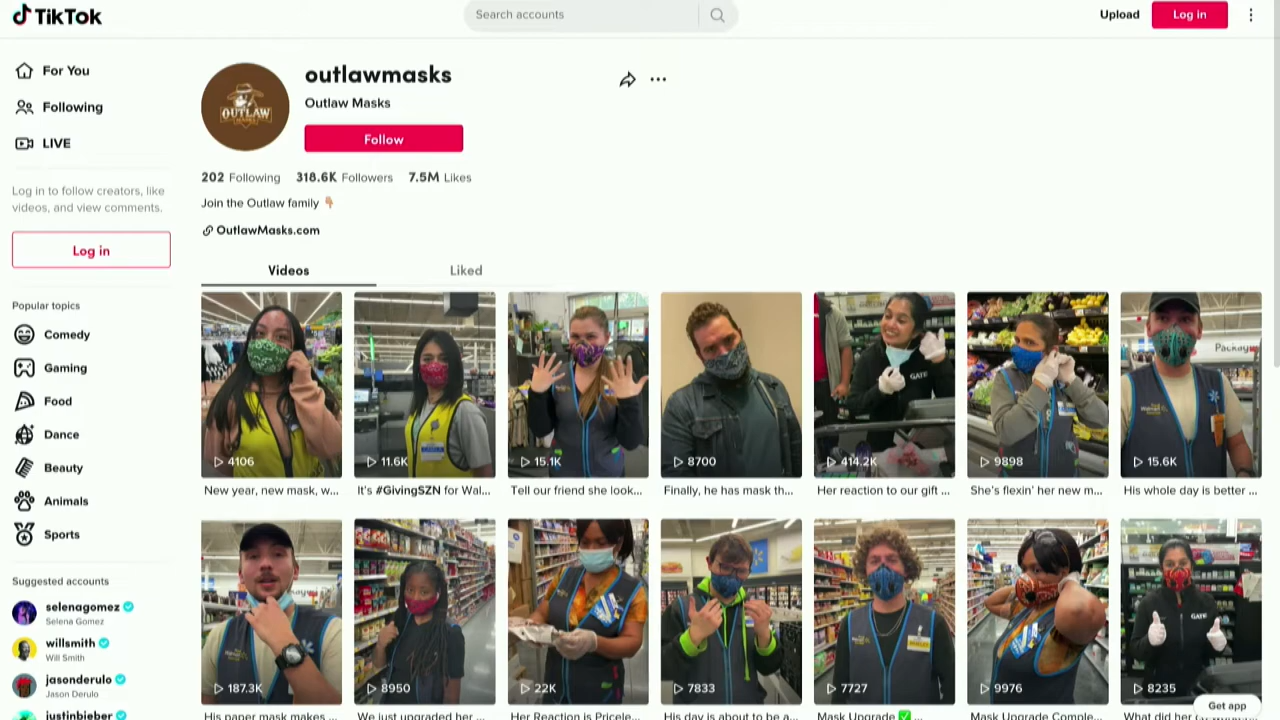 TikTok
Search accounts
Upload
Log in
For You
Following
LIVE
Log in to follow creators, like
videos, and view comments.
Log in
Popular topics
Comedy
Gaming
Food
Dance
Beauty
Animals
Sports
Suggested accounts
selenagomez
Selena Gomez
willsmith
Will Smith
jasonderulo
Jason Derulo
justinbieber
OUTLAW
outlawmasks
Outlaw Masks
Follow
202 Following 318.6K Followers 7.5M Likes
Join the Outlaw family 👇🏼
OutlawMasks.com
Videos Liked
4106
11.6K
15.1K
8700
GATE
414.2K
9898
Walmart
15.6K
New year, new mask, w...
It's #GivingSZN for Wal...
Tell our friend she look...
Finally, he has mask th...
Her reaction to our gift ...
She's flexin' her new m...
His whole day is better ...
187.3K
8950
22K
7833
7727
9976
GATE
8235
His paper mask makes ...
We just upgraded her ...
Her Reaction is Pricele...
His day is about to be a...
Mask Upgrade ✅ ...
Mask Upgrade Comple...
Get app